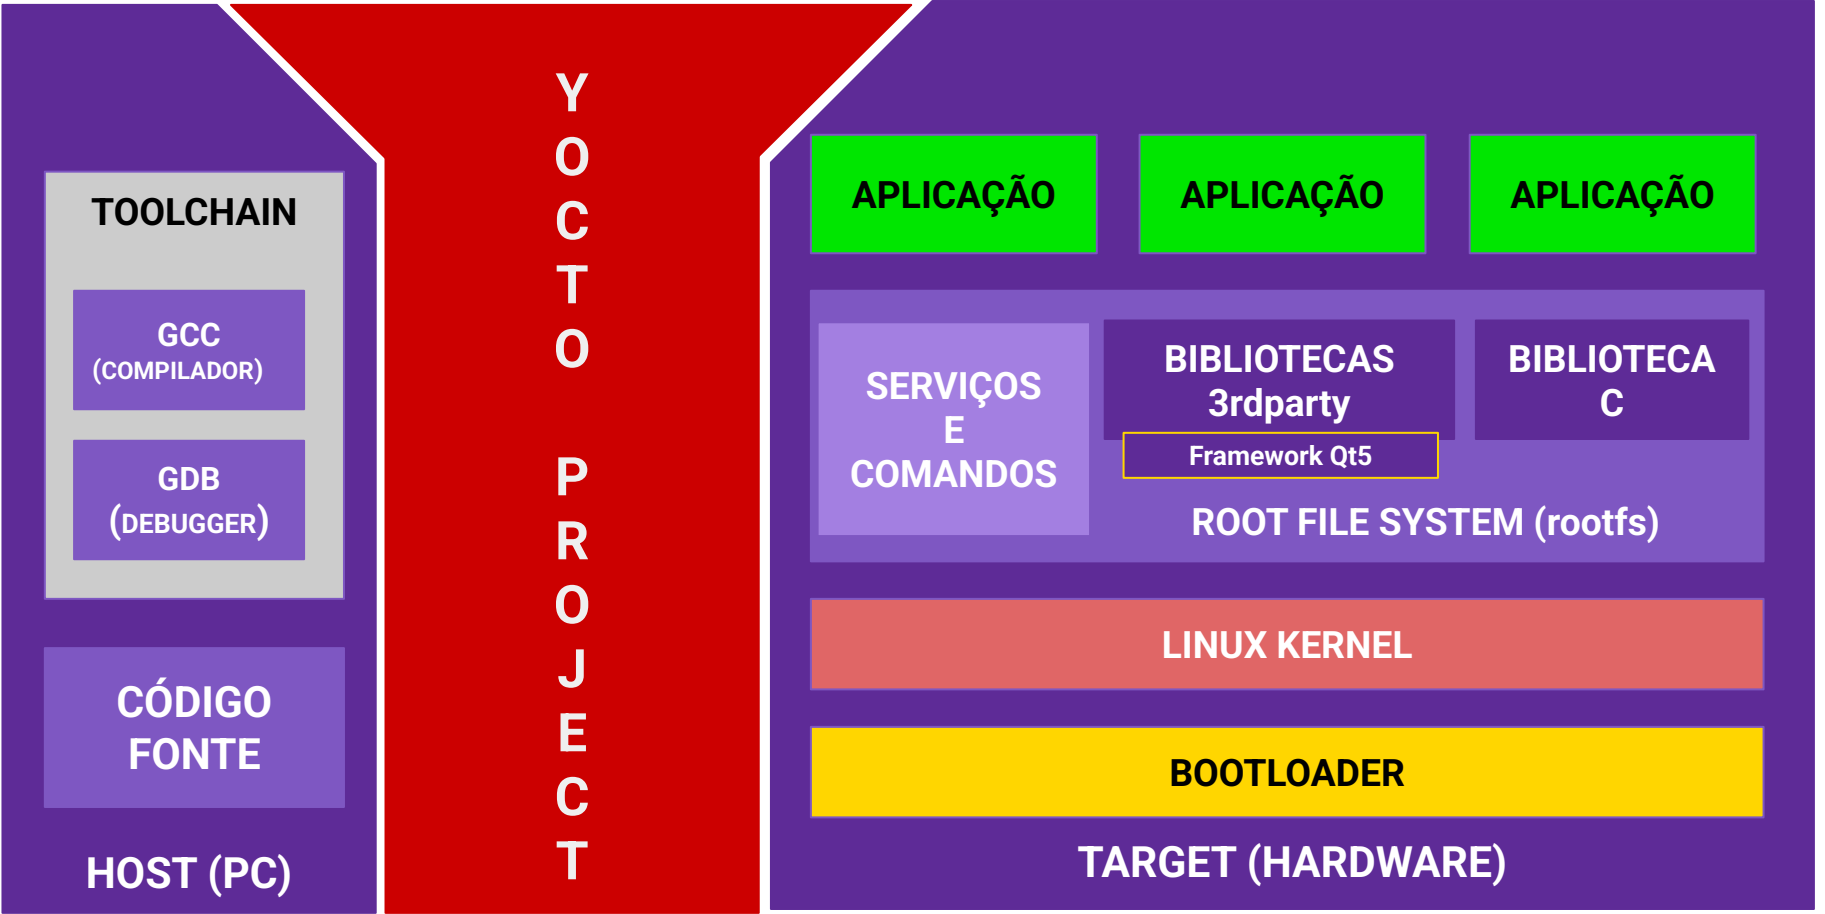 TOOLCHAIN
GCC
(COMPILADOR)
GDB
(DEBUGGER)
CÓDIGO
FONTE
HOST (PC)
Y
O
C
T
O
P
R
O
J
E
C
T
APLICAÇÃO
APLICAÇÃO
APLICAÇÃO
SERVIÇOS
E
COMANDOS
BIBLIOTECAS
3rdparty
Framework Qt5
BIBLIOTECA
C
ROOT FILE SYSTEM (rootfs)
LINUX KERNEL
BOOTLOADER
TARGET (HARDWARE)